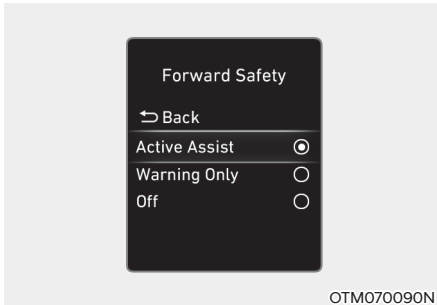 Forward Safety
Back
Active Assist
Warning Only
Off
OTM070090N